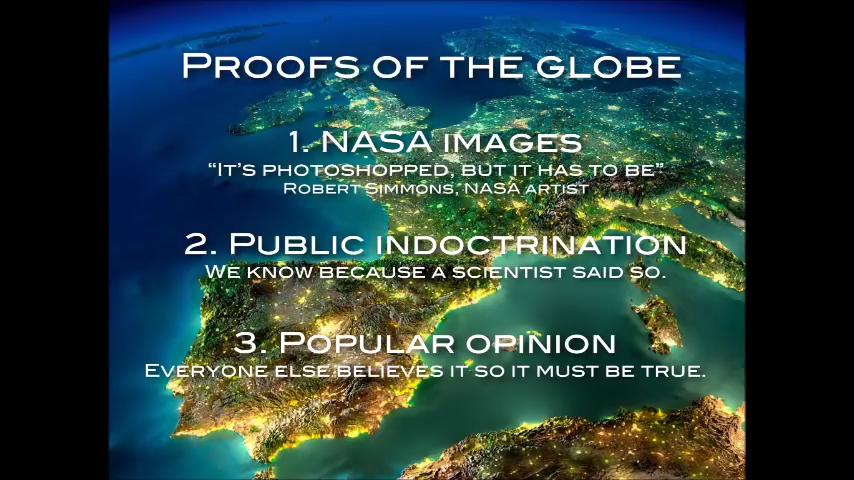 PROOFS OF THE GLOBE
1. NASA IMAGES
“IT’S PHOTOSHOPPED, BUT IT HAS TO BE”
ROBERT SIMMONS, NASA ARTIST
2. PUBLIC INDOCTRINATION
WE KNOW BECAUSE A SCIENTIST SAID SO.
3. POPULAR OPINION
EVERYONE ELSE BELIEVES IT SO IT MUST BE TRUE.